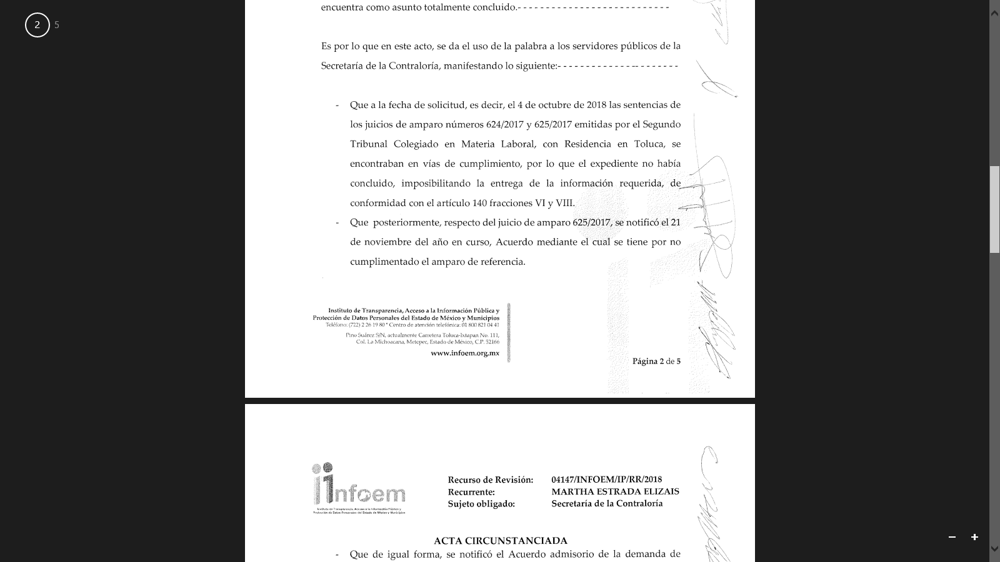 2 5
encuentra como asunto totalmente concluido.- - - - - - - - - - - - - - - - - - - - - - - - - -
Es por lo que en este acto, se da el uso de la palabra a los servidores públicos de la
Secretaría de la Contraloría, manifestando lo siguiente:- - - - - - - - - - - - - - - - - - - - -
- Que a la fecha de solicitud, es decir, el 4 de octubre de 2018 las sentencias de
los juicios de amparo números 624/2017 y 625/2017 emitidas por el Segundo
Tribunal Colegiado en Materia Laboral, con Residencia en Toluca, se
encontraban en vías de cumplimiento, por lo que el expediente no había
concluido, imposibilitando la entrega de la información requerida, de
conformidad con el artículo 140 fracciones VI y VIII.
- Que posteriormente, respecto del juicio de amparo 625/2017, se notificó el 21
de noviembre del año en curso, Acuerdo mediante el cual se tiene por no
cumplimentado el amparo de referencia.
Instituto de Transparencia, Acceso a la Información Pública y
Protección de Datos Personales del Estado de México y Municipios
Teléfono: (722) 2 26 19 80 * Centro de atención telefónica: 01 800 821 04 41
Pino Suárez S/N, actualmente Carretera Toluca-Ixtapan No. 111,
Col. La Michoacana, Metepec, Estado de México, C.P. 52166
www.infoem.org.mx
Página 2 de 5
infoem
Instituto de Transparencia, Acceso a la Información Pública y
Protección de Datos Personales del Estado de México y Municipios
Recurso de Revisión: 04147/INFOEM/IP/RR/2018
Recurrente: MARTHA ESTRADA ELIZAIS
Sujeto obligado: Secretaría de la Contraloría
ACTA CIRCUNSTANCIADA
- Que de igual forma, se notificó el Acuerdo admisorio de la demanda de